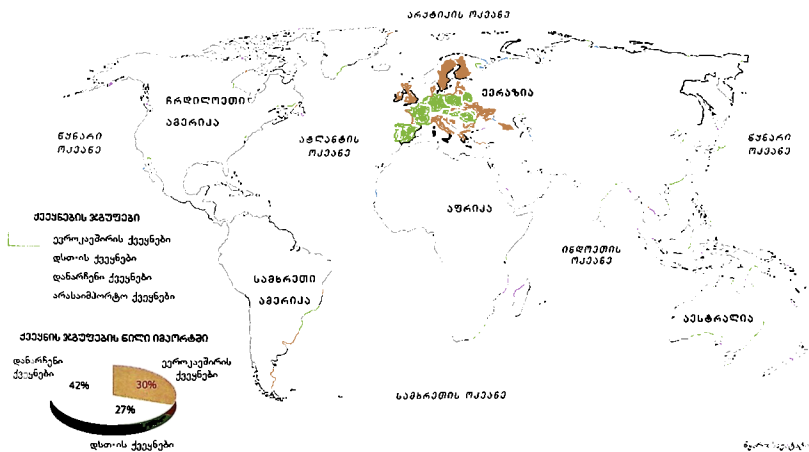 არქტიკის ოკეანე
ჩრდილოეთი
ამერიკა
ევრაზია
წყნარი
ოკეანე
ატლანტის
ოკეანე
წყნარი
ოკეანე
აფრიკა
ინდოეთის
ოკეანე
სამხრეთი
ამერიკა
ავსტრალია
სამხრეთის ოკეანე
ქვეყნების ჯგუფები
ევროკავშირის ქვეყნები
დსთ-ის ქვეყნები
დანარჩენი ქვეყნები
არასაიმპორტო ქვეყნები
ქვეყნის ჯგუფების წილი იმპორტში
დანარჩენი
ქვეყნები
ევროკავშირის
ქვეყნები
42%
30%
27%
დსთ-ის ქვეყნები